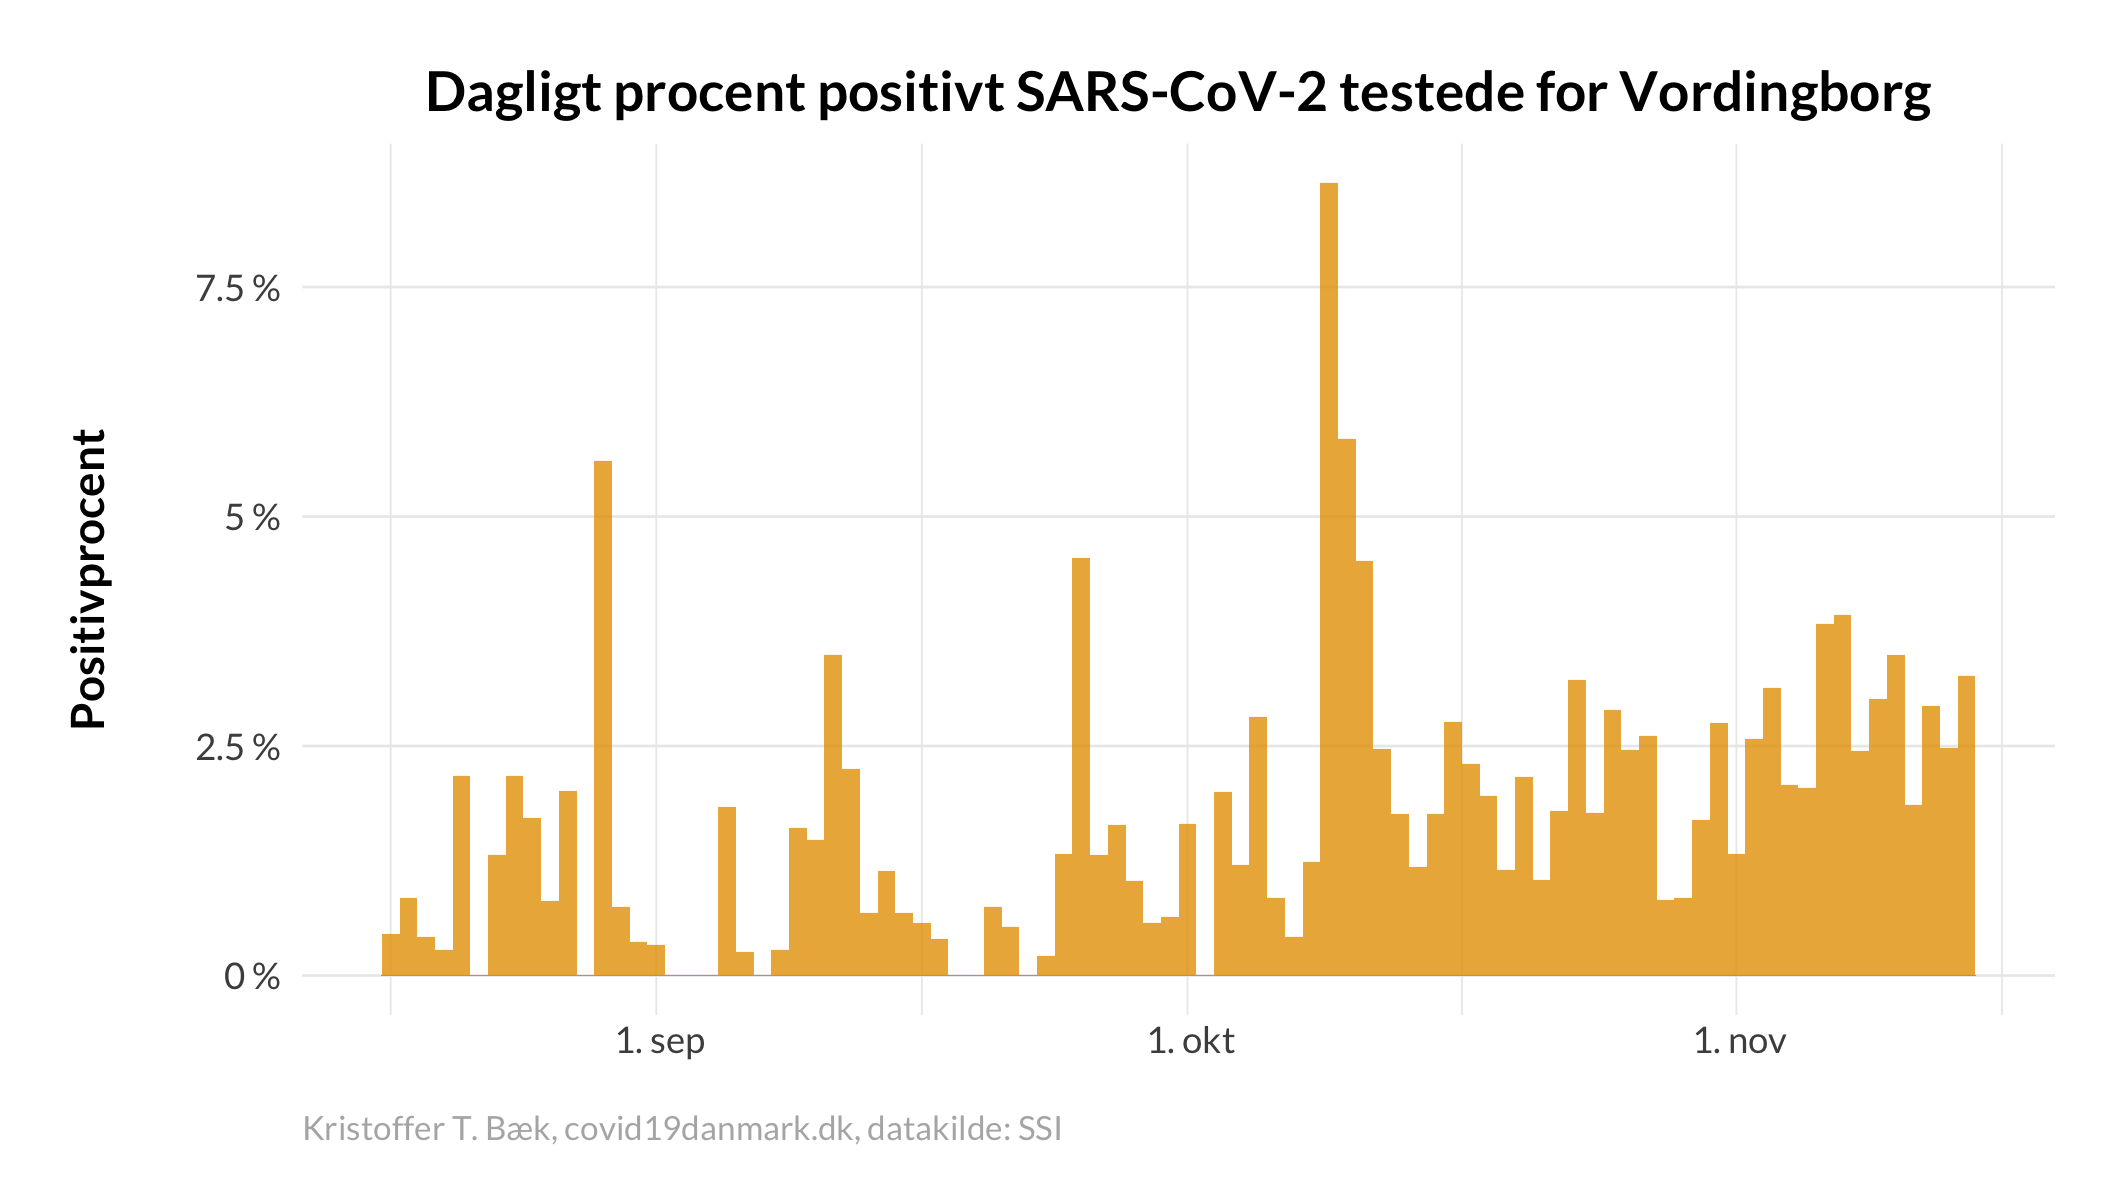 Dagligt procent positivt SARS-CoV-2 testede for Vordingborg
Positivprocent
7.5 %
5 %
2.5 %
0 %
1. sep
1. okt
1. nov
Kristoffer T. Bæk, covid19danmark.dk, datakilde: SSI